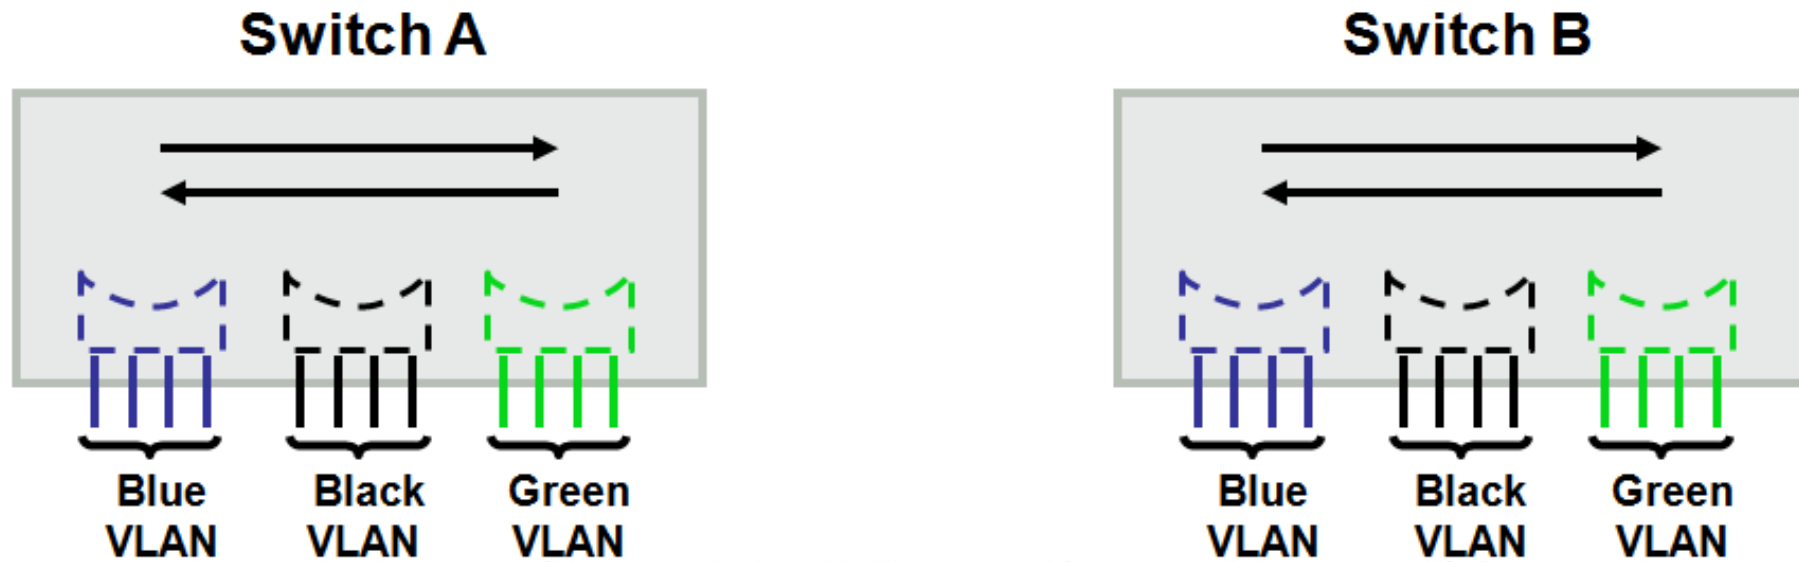 Switch A
Switch B
Blue
VLAN
Black
VLAN
Green
VLAN
Blue
VLAN
Black
VLAN
Green
VLAN